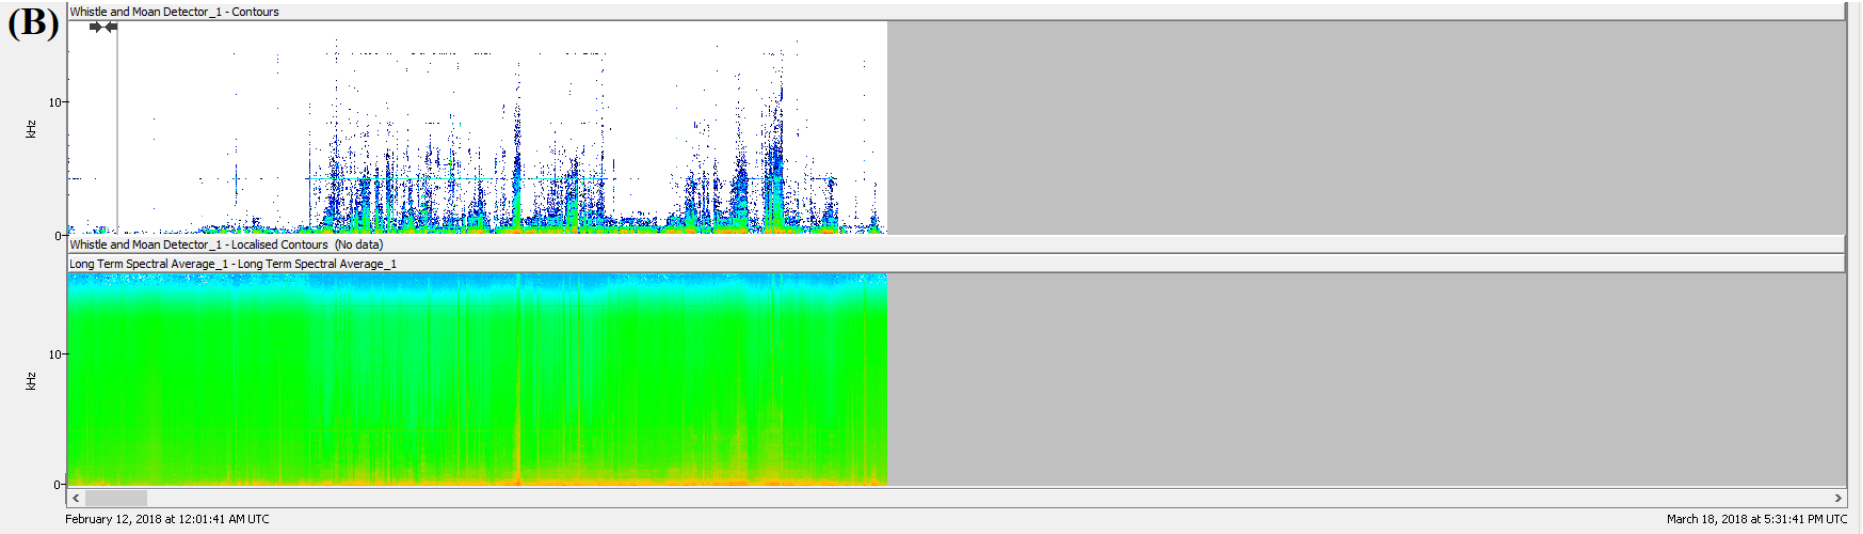 (B)
Whistle and Moan Detector_1 - Contours
10
kHz
0
Whistle and Moan Detector_1 - Localised Contours (No data)
Long Term Spectral Average_1 - Long Term Spectral Average_1
10
kHz
0
February 12, 2018 at 12:01:41 AM UTC
March 18, 2018 at 5:31:41 PM UTC